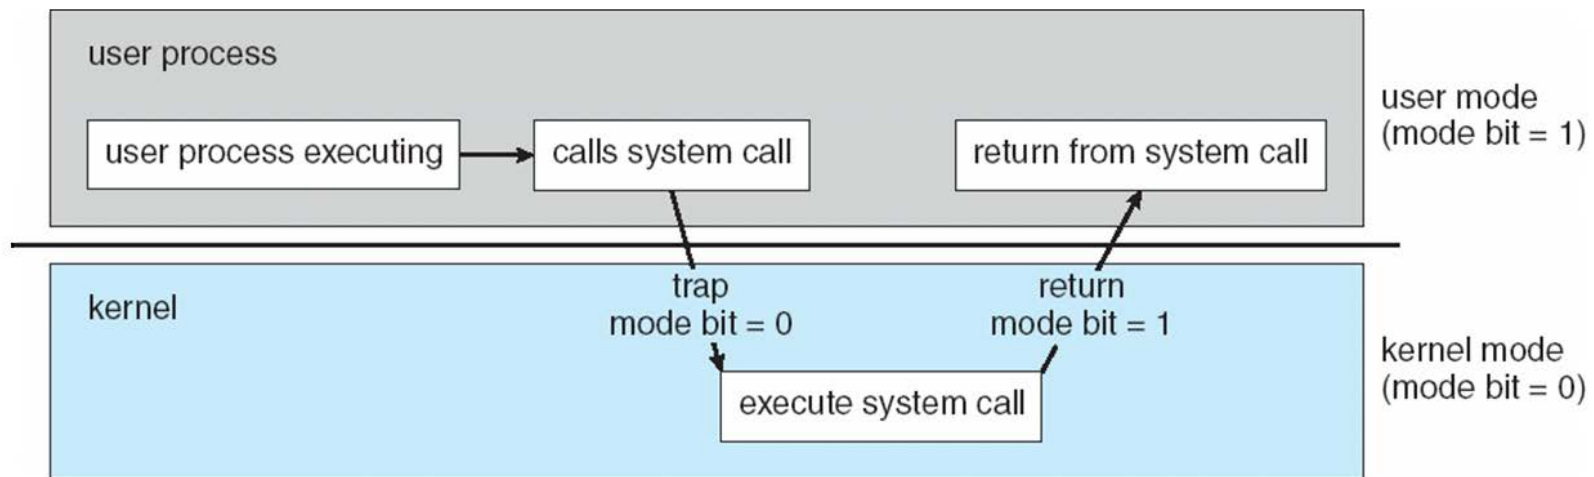 user process
user process executing
calls system call
return from system call
user mode
(mode bit = 1)
kernel
trap
mode bit = 0
return
mode bit = 1
execute system call
kernel mode
(mode bit = 0)